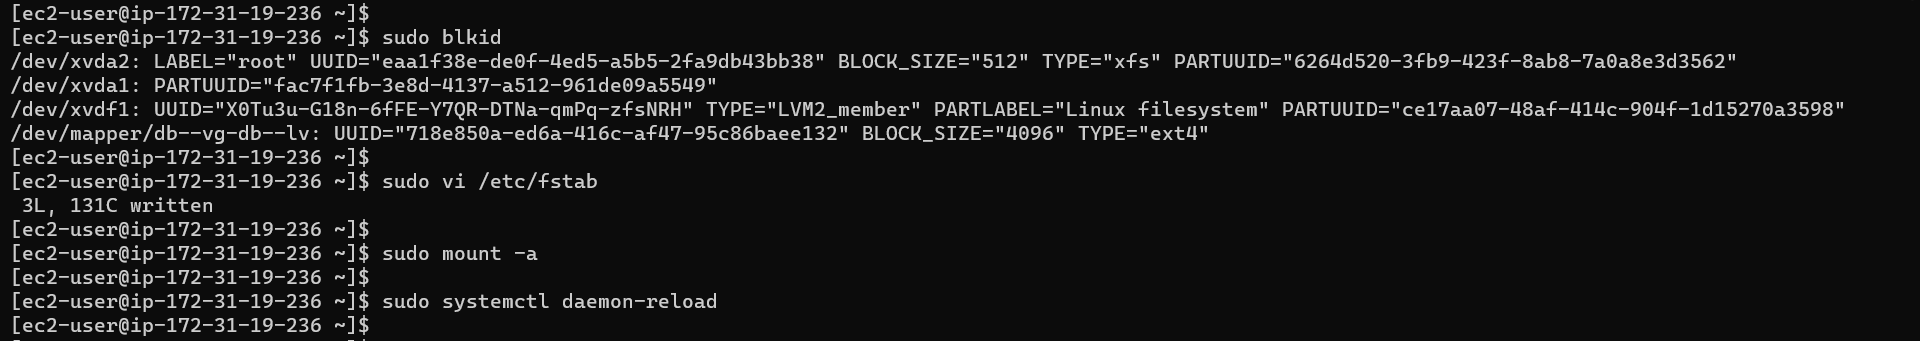 [ec2-user@ip-172-31-19-236 ~]$
[ec2-user@ip-172-31-19-236 ~]$ sudo blkid
/dev/xvda2: LABEL="root" UUID="eaa1f38e-de0f-4ed5-a5b5-2fa9db43bb38" BLOCK_SIZE="512" TYPE="xfs" PARTUUID="6264d520-3fb9-423f-8ab8-7a0a8e3d3562"
/dev/xvda1: PARTUUID="fac7f1fb-3e8d-4137-a512-961de09a5549"
/dev/xvdf1: UUID="X0Tu3u-G18n-6fFE-Y7QR-DTNa-qmPq-zfsNRH" TYPE="LVM2_member" PARTLABEL="Linux filesystem" PARTUUID="ce17aa07-48af-414c-904f-1d15270a3598"
/dev/mapper/db--vg-db--lv: UUID="718e850a-ed6a-416c-af47-95c86baee132" BLOCK_SIZE="4096" TYPE="ext4"
[ec2-user@ip-172-31-19-236 ~]$
[ec2-user@ip-172-31-19-236 ~]$ sudo vi /etc/fstab
 3L, 131C written
[ec2-user@ip-172-31-19-236 ~]$
[ec2-user@ip-172-31-19-236 ~]$ sudo mount -a
[ec2-user@ip-172-31-19-236 ~]$
[ec2-user@ip-172-31-19-236 ~]$ sudo systemctl daemon-reload
[ec2-user@ip-172-31-19-236 ~]$